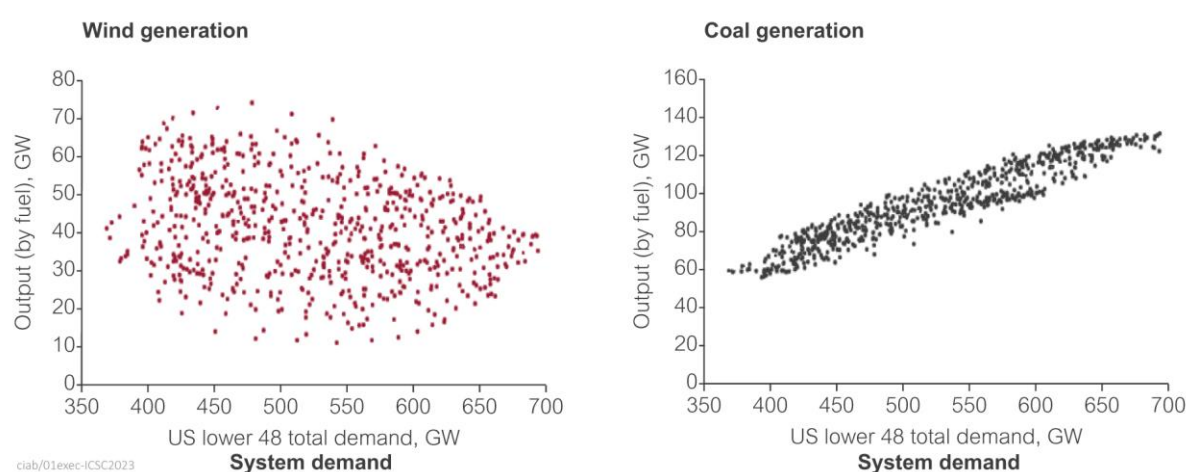 Wind generation
Output (by fuel), GW
80
70
60
50
40
30
20
10
0
350 400 450 500 550 600 650 700
US lower 48 total demand, GW
System demand
ciab/01exec-ICSC2023
Coal generation
Output (by fuel), GW
160
140
120
100
80
60
40
20
0
350 400 450 500 550 600 650 700
US lower 48 total demand, GW
System demand